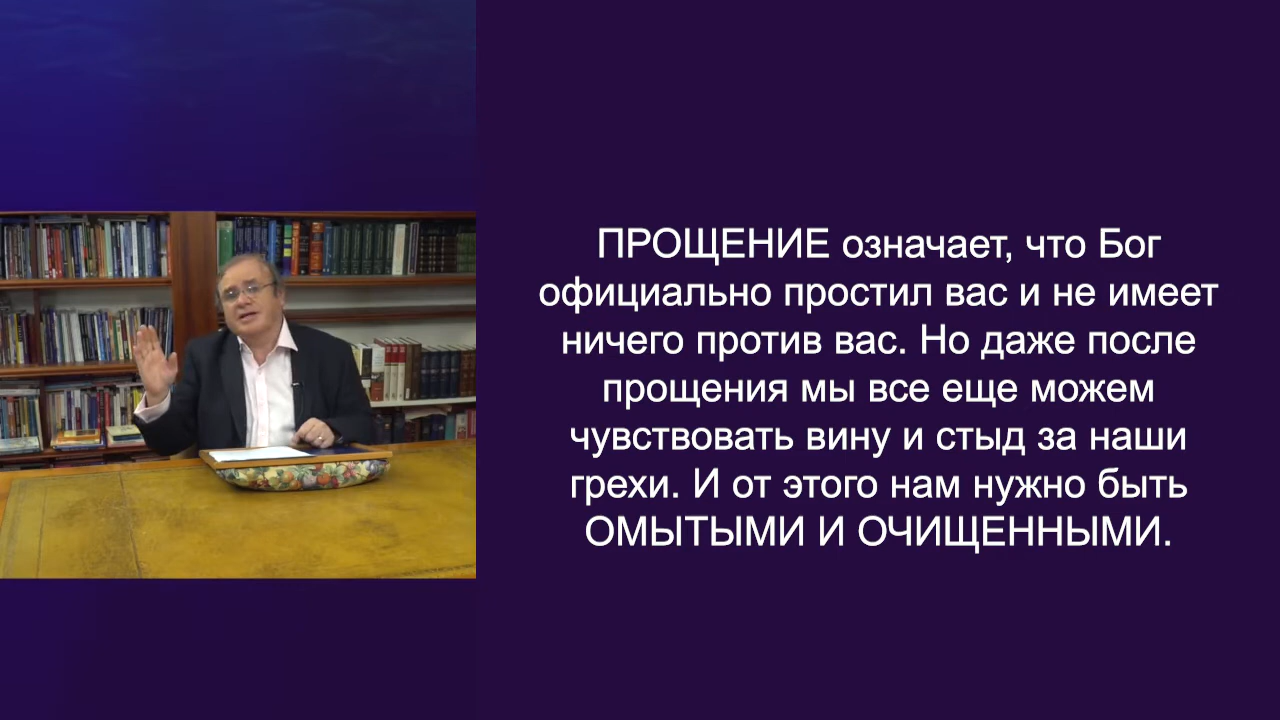 ПРОЩЕНИЕ означает, что Бог
официально простил вас и не имеет
ничего против вас. Но даже после
прощения мы все еще можем
чувствовать вину и стыд за наши
грехи. И от этого нам нужно быть
ОМЫТЫМИ И ОЧИЩЕННЫМИ.